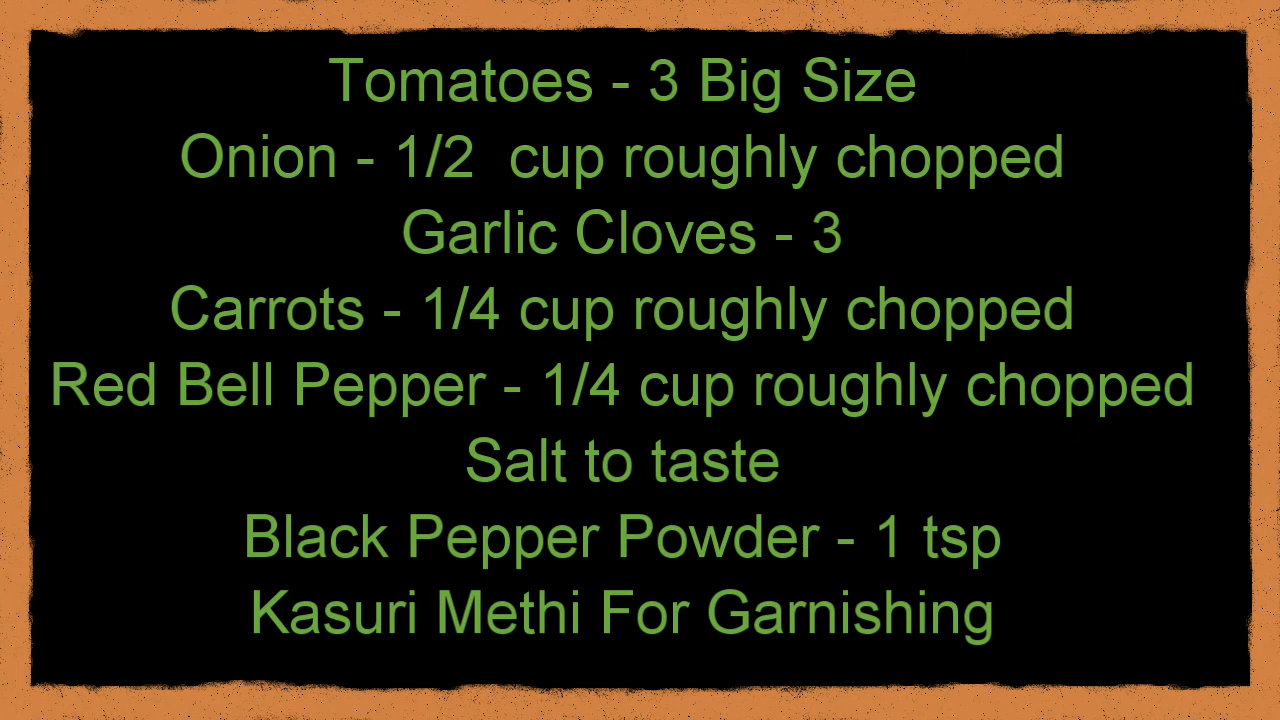 Tomatoes - 3 Big Size
Onion - 1/2  cup roughly chopped
Garlic Cloves - 3
Carrots - 1/4 cup roughly chopped
Red Bell Pepper - 1/4 cup roughly chopped
Salt to taste
Black Pepper Powder - 1 tsp
Kasuri Methi For Garnishing